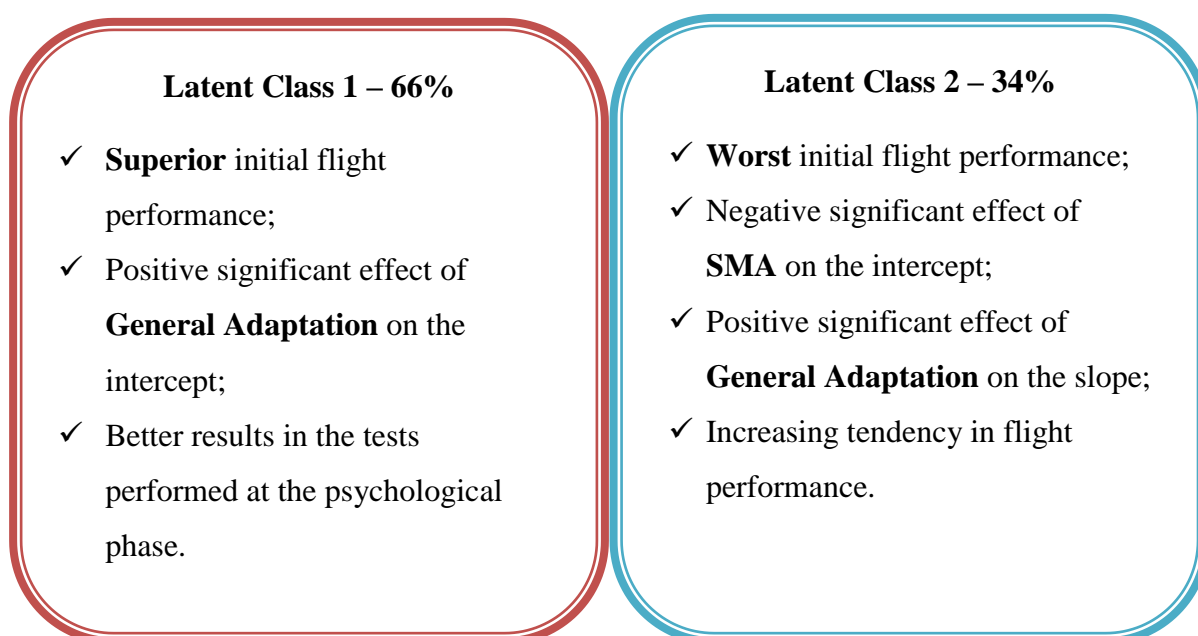 Latent Class 1 – 66%
✓ Superior initial flight
performance;
✓ Positive significant effect of
General Adaptation on the
intercept;
✓ Better results in the tests
performed at the psychological
phase.
Latent Class 2 – 34%
✓ Worst initial flight performance;
✓ Negative significant effect of
SMA on the intercept;
✓ Positive significant effect of
General Adaptation on the slope;
✓ Increasing tendency in flight
performance.